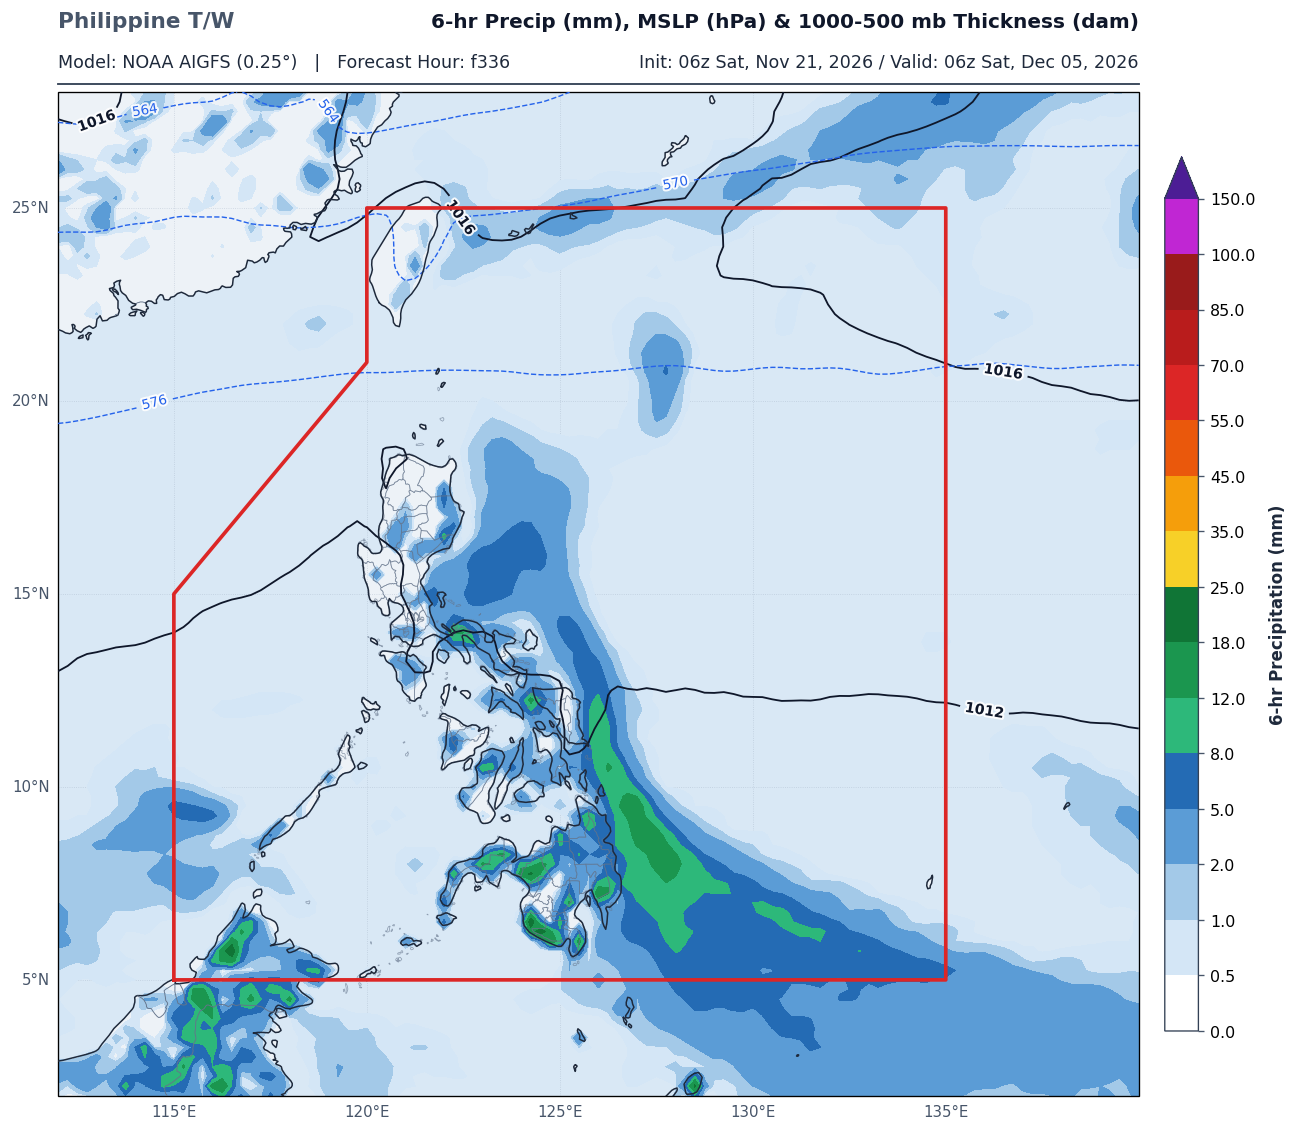 Philippine T/W
6-hr Precip (mm), MSLP (hPa) & 1000-500 mb Thickness (dam)
Model: NOAA AIGFS (0.25°) | Forecast Hour: f336
Init: 06z Sat, Nov 21, 2026 / Valid: 06z Sat, Dec 05, 2026
1016
564
564
570
1016
576
1016
1012
25°N
20°N
15°N
10°N
5°N
115°E
120°E
125°E
130°E
135°E
150.0
100.0
85.0
70.0
55.0
45.0
35.0
25.0
18.0
12.0
8.0
5.0
2.0
1.0
0.5
0.0
6-hr Precipitation (mm)